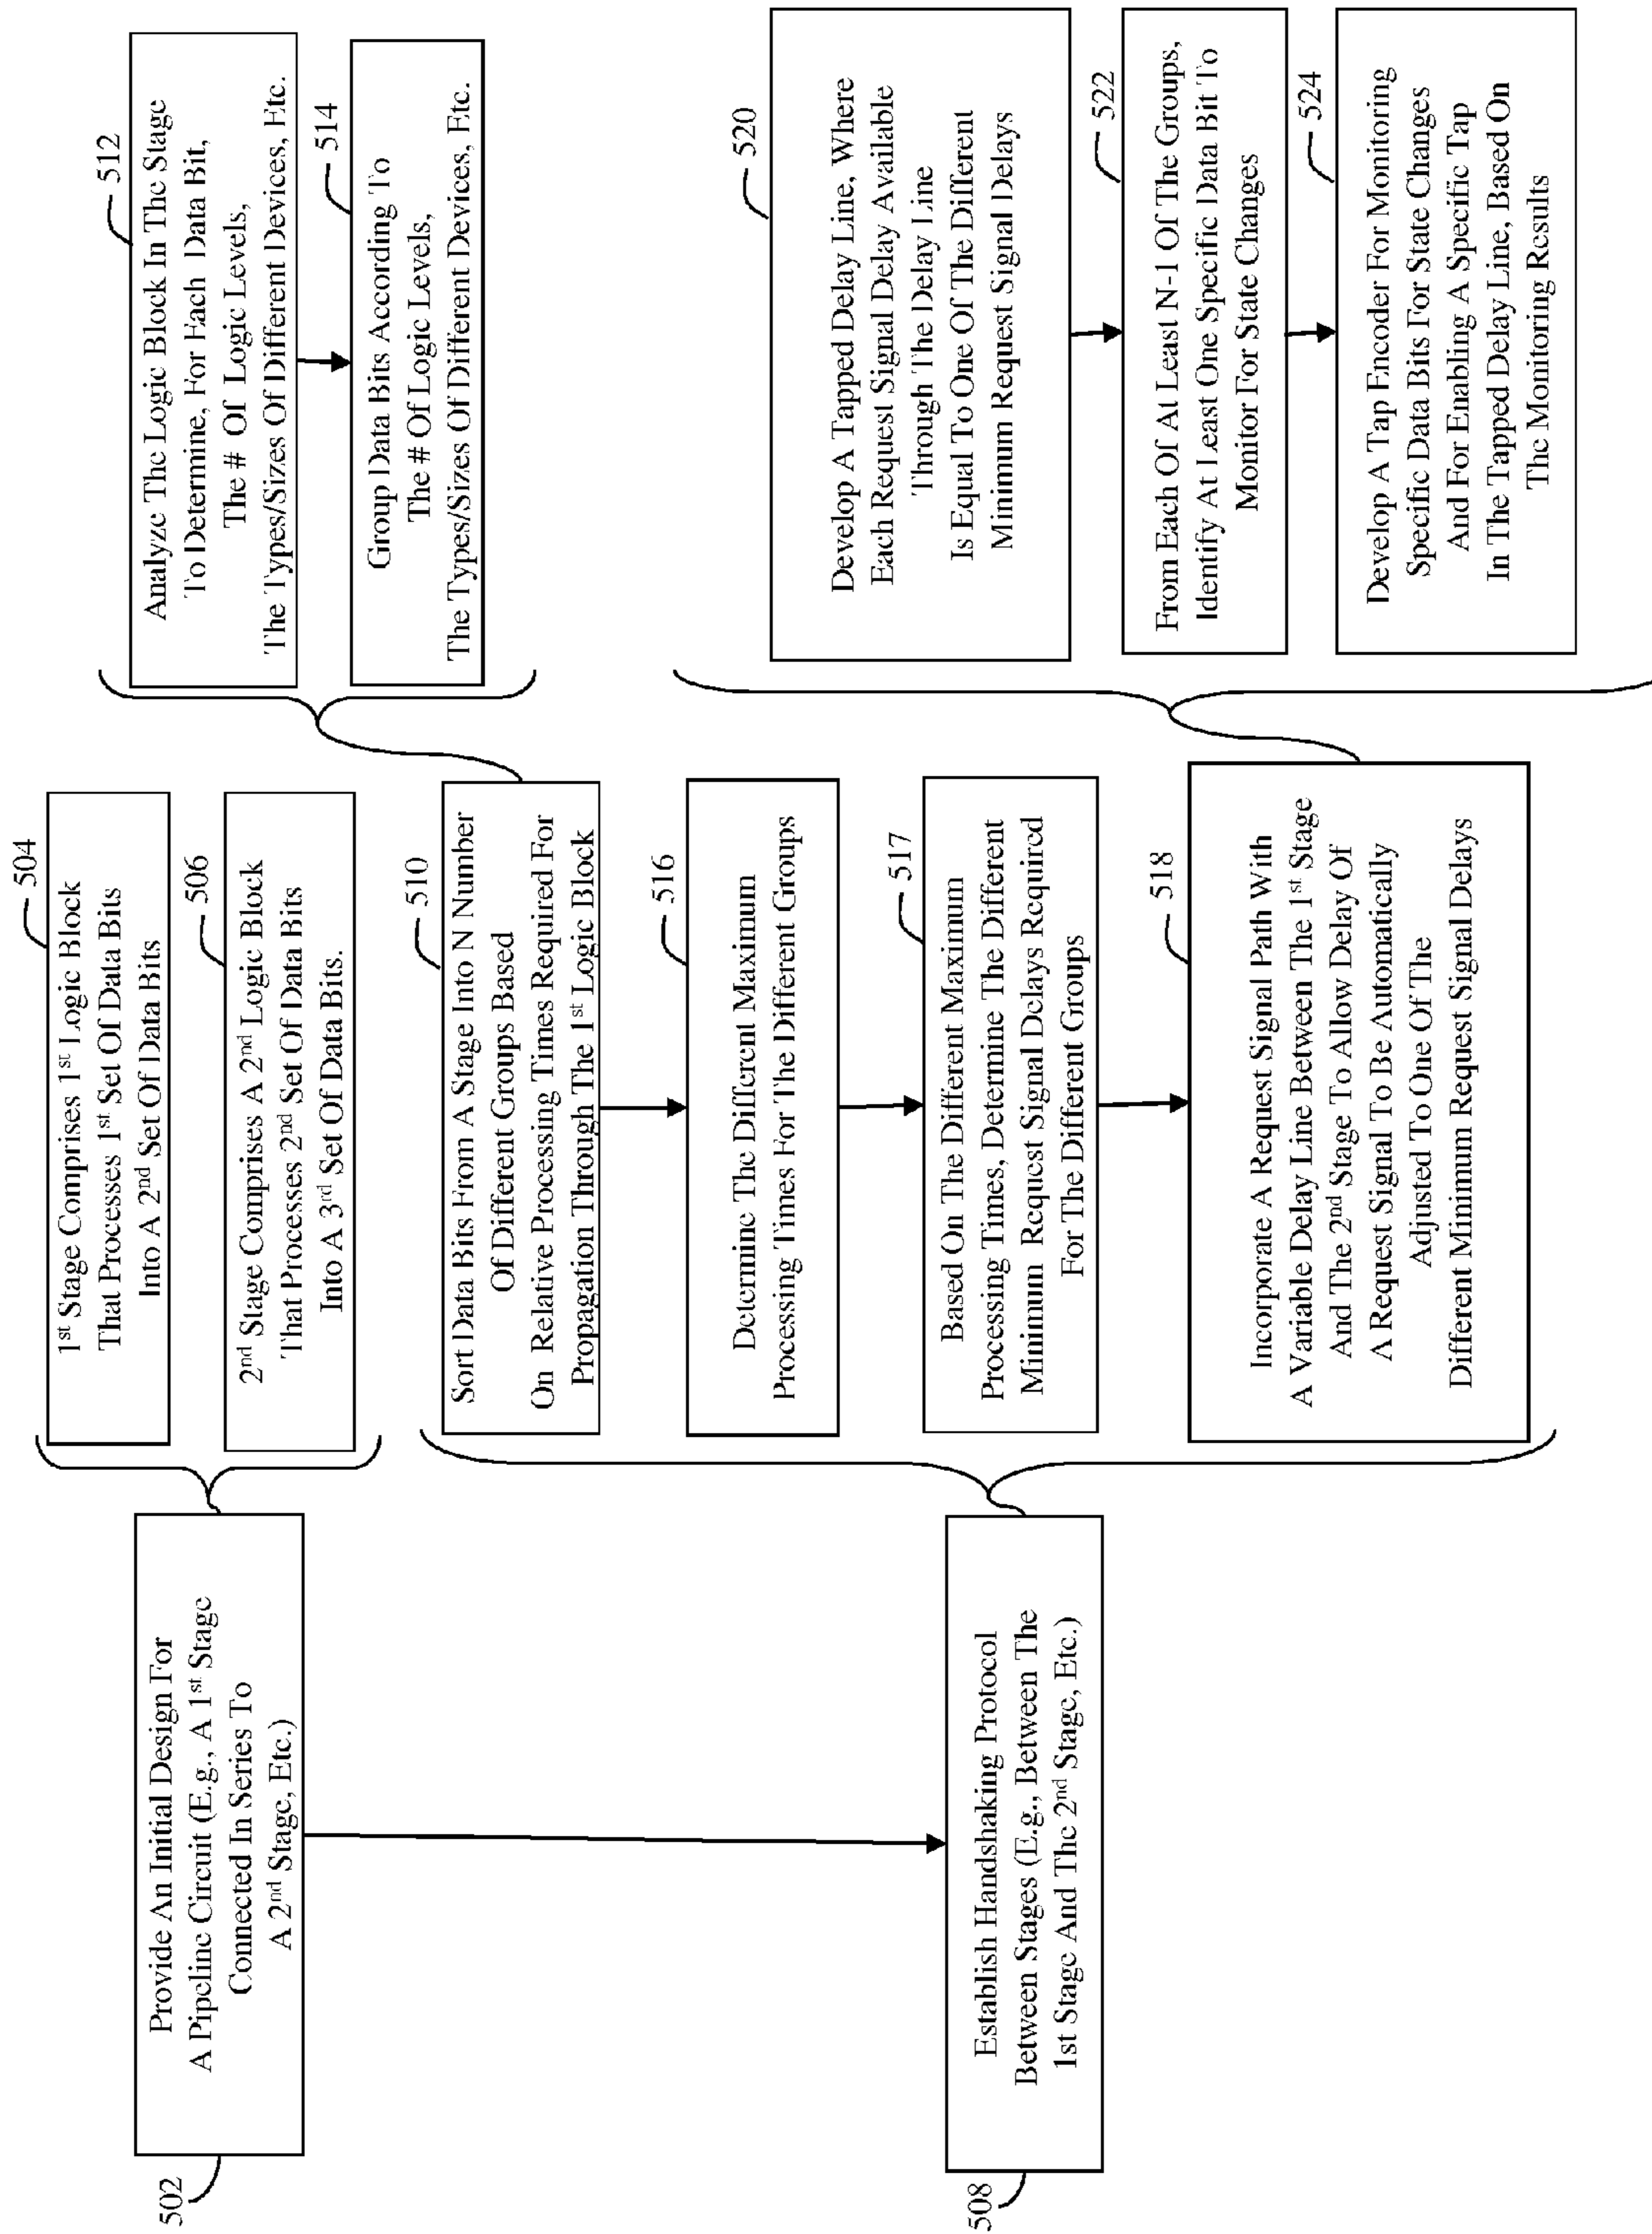 502
Provide An Initial Design For
A Pipeline Circuit (E.g., A 1st Stage
Connected In Series To
A 2nd Stage, Etc.)
504
1st Stage Comprises 1st Logic Block
That Processes 1st Set Of Data Bits
Into A 2nd Set Of Data Bits
506
2nd Stage Comprises A 2nd Logic Block
That Processes 2nd Set Of Data Bits
Into A 3rd Set Of Data Bits.
508
Establish Handshaking Protocol
Between Stages (E.g., Between The
1st Stage And The 2nd Stage, Etc.)
510
Sort Data Bits From A Stage Into N Number
Of Different Groups Based
On Relative Processing Times Required For
Propagation Through The 1st Logic Block
512
Analyze The Logic Block In The Stage
To Determine, For Each Data Bit,
The # Of Logic Levels,
The Types/Sizes Of Different Devices, Etc.
514
Group Data Bits According To
The # Of Logic Levels,
The Types/Sizes Of Different Devices, Etc.
516
Determine The Different Maximum
Processing Times For The Different Groups
517
Based On The Different Maximum
Processing Times, Determine The Different
Minimum Request Signal Delays Required
For The Different Groups
518
Incorporate A Request Signal Path With
A Variable Delay Line Between The 1st Stage
And The 2nd Stage To Allow Delay Of
A Request Signal To Be Automatically
Adjusted To One Of The
Different Minimum Request Signal Delays
520
Develop A Tapped Delay Line, Where
Each Request Signal Delay Available
Through The Delay Line
Is Equal To One Of The Different
Minimum Request Signal Delays
522
From Each Of At Least N-1 Of The Groups,
Identify At Least One Specific Data Bit To
Monitor For State Changes
524
Develop A Tap Encoder For Monitoring
Specific Data Bits For State Changes
And For Enabling A Specific Tap
In The Tapped Delay Line, Based On
The Monitoring Results